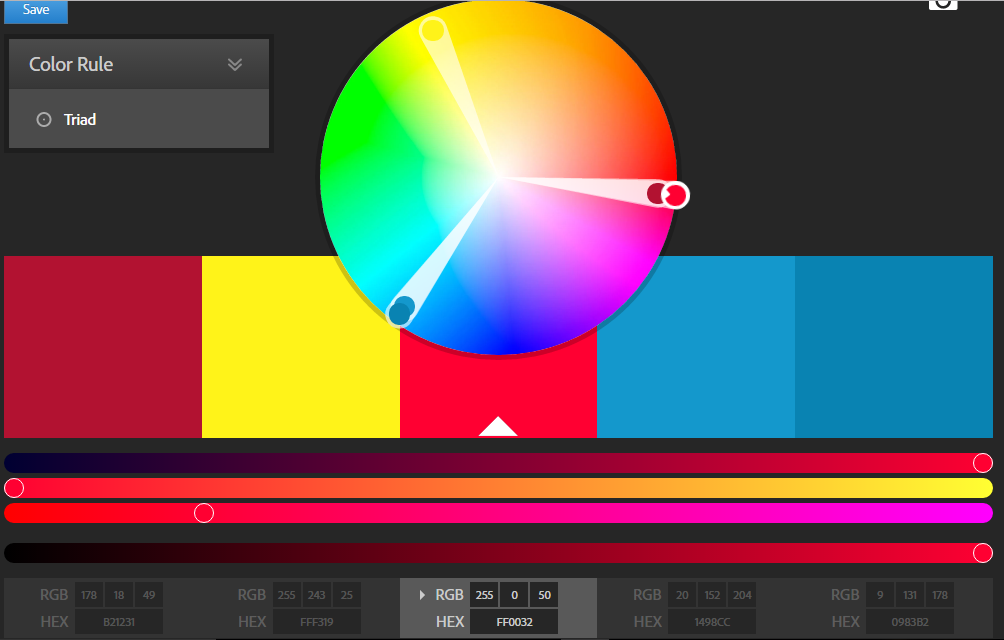 Save
Color Rule
Triad
RGB 178 18 49 RGB 255 243 25 RGB 255 0 50 RGB 20 152 204 RGB 9 131 178
HEX B21231 HEX FFF319 HEX FF0032 HEX 1498CC HEX 0983B2